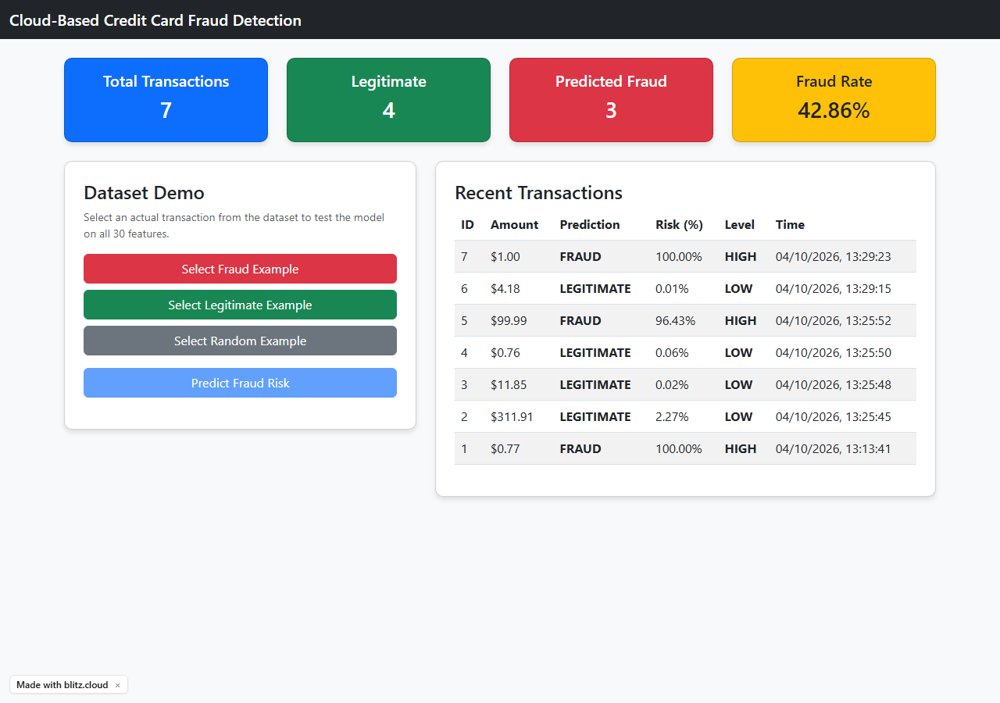 Cloud-Based Credit Card Fraud Detection
Total Transactions
7
Legitimate
4
Predicted Fraud
3
Fraud Rate
42.86%
Dataset Demo
Select an actual transaction from the dataset to test the model
on all 30 features.
Select Fraud Example
Select Legitimate Example
Select Random Example
Predict Fraud Risk
Recent Transactions
ID Amount Prediction Risk (%) Level Time
7 $1.00 FRAUD 100.00% HIGH 04/10/2026, 13:29:23
6 $4.18 LEGITIMATE 0.01% LOW 04/10/2026, 13:29:15
5 $99.99 FRAUD 96.43% HIGH 04/10/2026, 13:25:52
4 $0.76 LEGITIMATE 0.06% LOW 04/10/2026, 13:25:50
3 $11.85 LEGITIMATE 0.02% LOW 04/10/2026, 13:25:48
2 $311.91 LEGITIMATE 2.27% LOW 04/10/2026, 13:25:45
1 $0.77 FRAUD 100.00% HIGH 04/10/2026, 13:13:41
Made with blitz.cloud ×